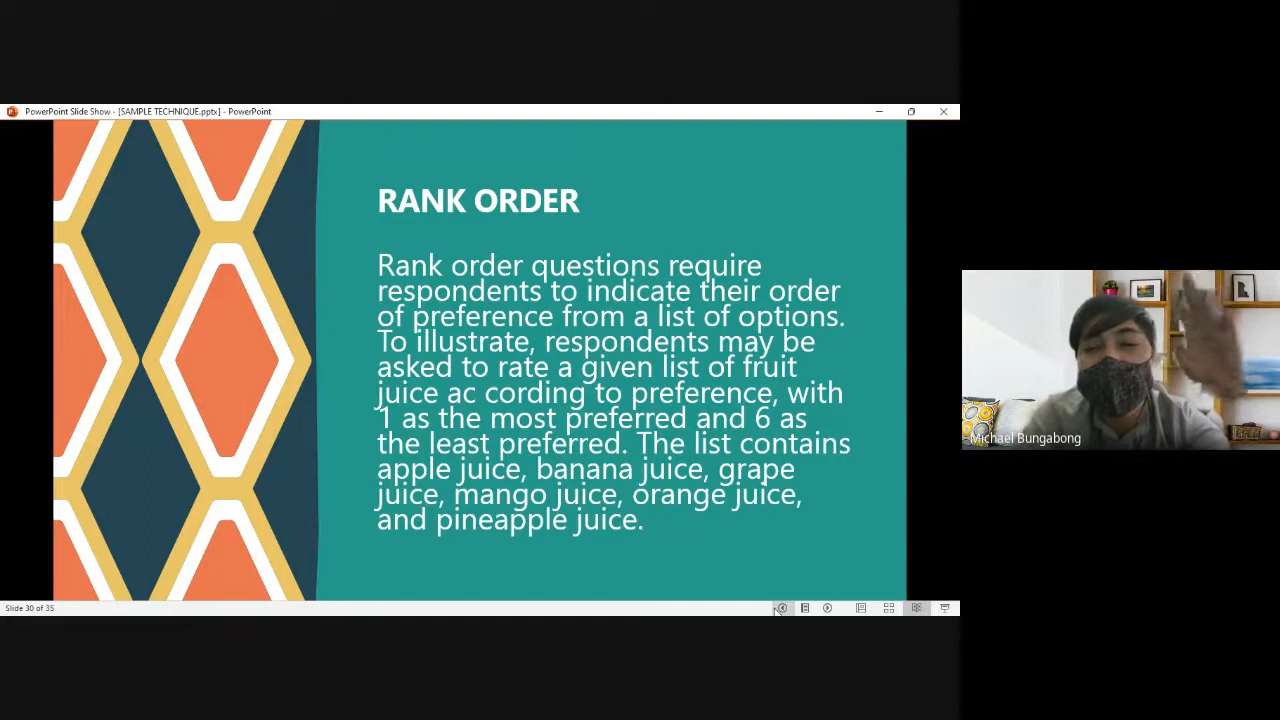 PowerPoint Slide Show - [SAMPLE TECHNIQUE.pptx] - PowerPoint
RANK ORDER
Rank order questions require
respondents to indicate their order
of preference from a list of options.
To illustrate, respondents may be
asked to rate a given list of fruit
juice ac cording to preference, with
1 as the most preferred and 6 as
the least preferred. The list contains
apple juice, banana juice, grape
juice, mango juice, orange juice,
and pineapple juice.
Michael Bungabong
Slide 30 of 35